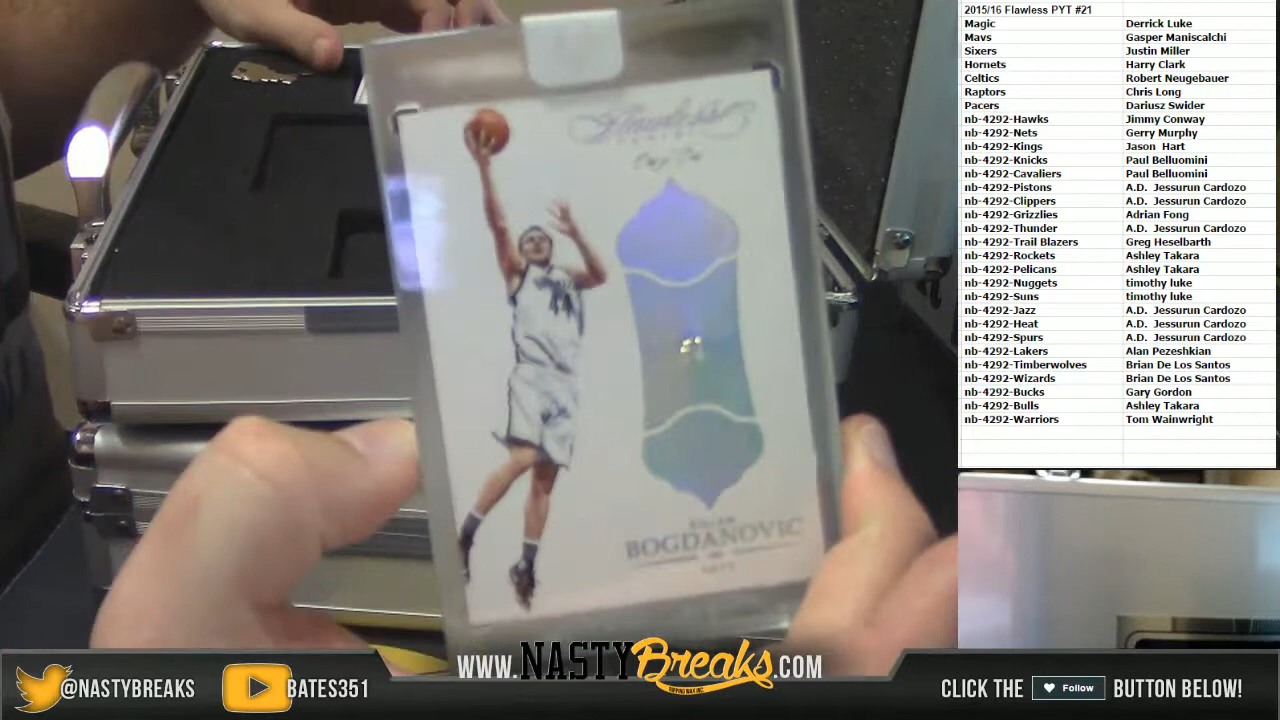 Flawless
44
BOGDANOVIC
2015/16 Flawless PYT #21
Magic Derrick Luke
Mavs Gasper Maniscalchi
Sixers Justin Miller
Hornets Harry Clark
Celtics Robert Neugebauer
Raptors Chris Long
Pacers Dariusz Swider
nb-4292-Hawks Jimmy Conway
nb-4292-Nets Gerry Murphy
nb-4292-Kings Jason Hart
nb-4292-Knicks Paul Belluomini
nb-4292-Cavaliers Paul Belluomini
nb-4292-Pistons A.D. Jessurun Cardozo
nb-4292-Clippers A.D. Jessurun Cardozo
nb-4292-Grizzlies Adrian Fong
nb-4292-Thunder A.D. Jessurun Cardozo
nb-4292-Trail Blazers Greg Heselbarth
nb-4292-Rockets Ashley Takara
nb-4292-Pelicans Ashley Takara
nb-4292-Nuggets timothy luke
nb-4292-Suns timothy luke
nb-4292-Jazz A.D. Jessurun Cardozo
nb-4292-Heat A.D. Jessurun Cardozo
nb-4292-Spurs A.D. Jessurun Cardozo
nb-4292-Lakers Alan Pezeshkian
nb-4292-Timberwolves Brian De Los Santos
nb-4292-Wizards Brian De Los Santos
nb-4292-Bucks Gary Gordon
nb-4292-Bulls Ashley Takara
nb-4292-Warriors Tom Wainwright
@NASTYBREAKS
BATES351
WWW.NASTYBreaks.COM
RIPPING WAX INC
CLICK THE Follow BUTTON BELOW!